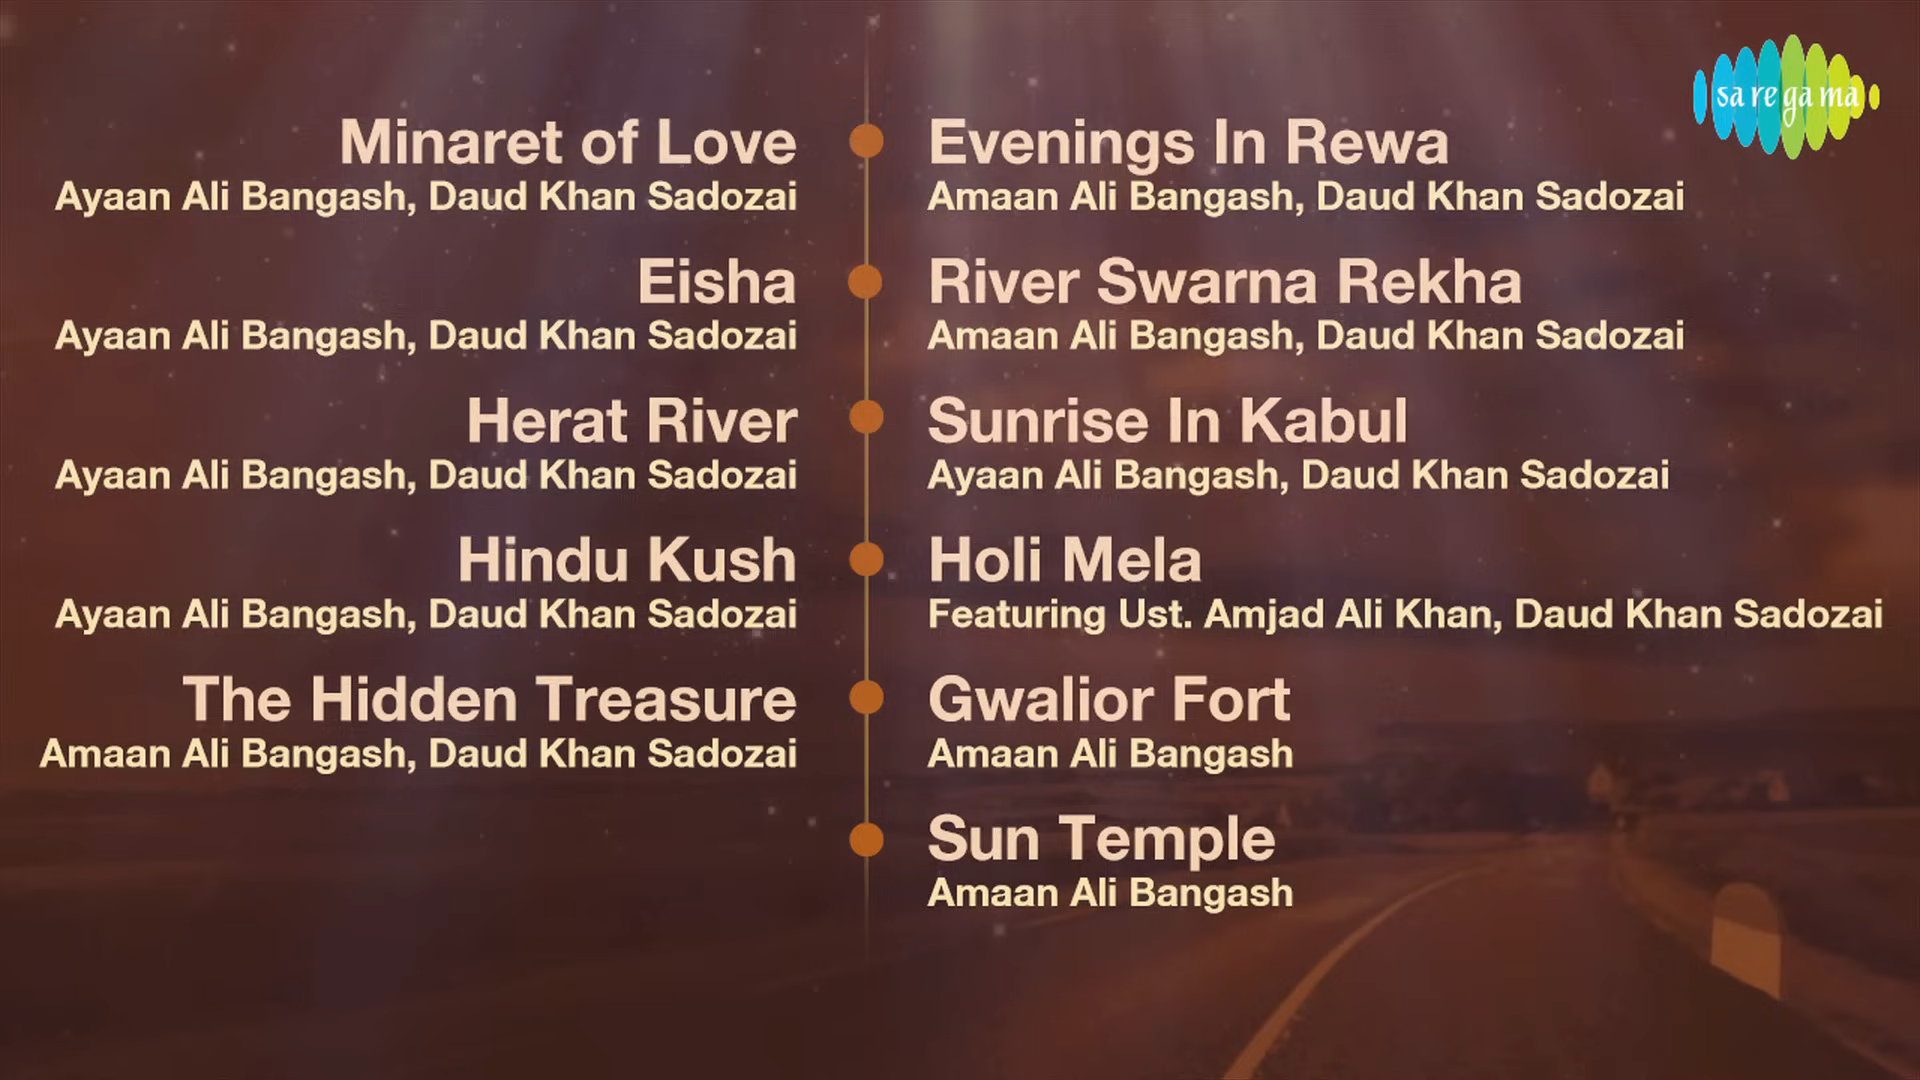 sa re ga ma
Minaret of Love
Ayaan Ali Bangash, Daud Khan Sadozai
Eisha
Ayaan Ali Bangash, Daud Khan Sadozai
Herat River
Ayaan Ali Bangash, Daud Khan Sadozai
Hindu Kush
Ayaan Ali Bangash, Daud Khan Sadozai
The Hidden Treasure
Amaan Ali Bangash, Daud Khan Sadozai
Evenings In Rewa
Amaan Ali Bangash, Daud Khan Sadozai
River Swarna Rekha
Amaan Ali Bangash, Daud Khan Sadozai
Sunrise In Kabul
Ayaan Ali Bangash, Daud Khan Sadozai
Holi Mela
Featuring Ust. Amjad Ali Khan, Daud Khan Sadozai
Gwalior Fort
Amaan Ali Bangash
Sun Temple
Amaan Ali Bangash